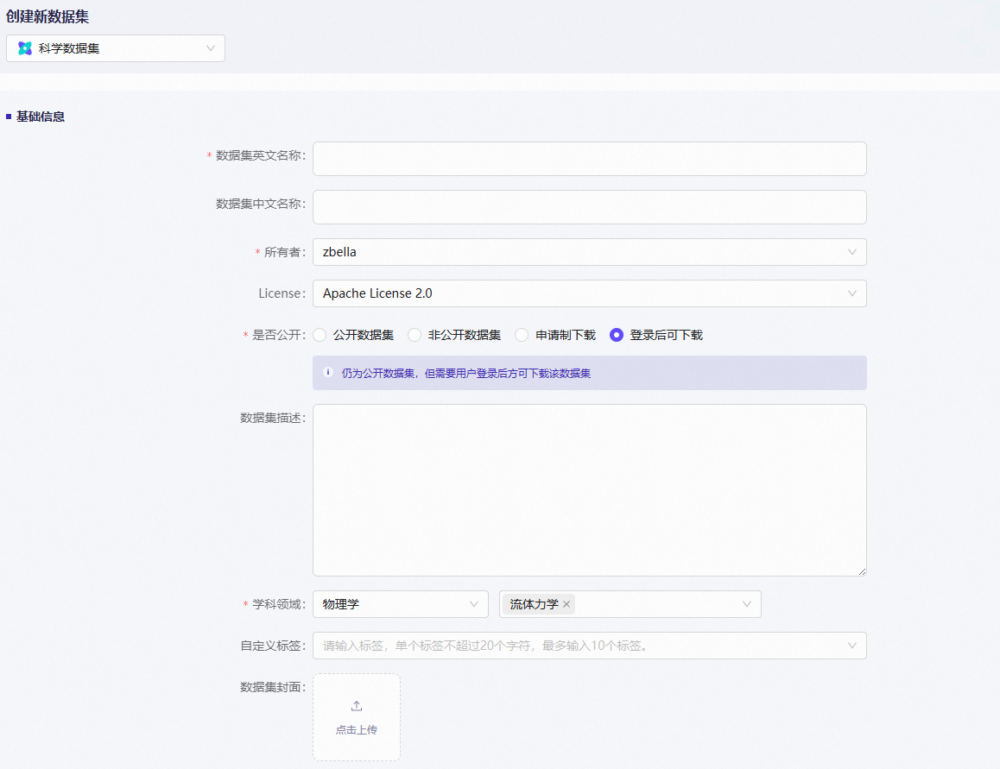 创建新数据集
科学数据集
基础信息
* 数据集英文名称:
数据集中文名称:
* 所有者: zbella
License: Apache License 2.0
* 是否公开: 公开数据集 非公开数据集 申请制下载 登录后可下载
仍为公开数据集，但需要用户登录后方可下载该数据集
数据集描述:
* 学科领域: 物理学 流体力学 ×
自定义标签: 请输入标签，单个标签不超过20个字符，最多输入10个标签。
数据集封面:
点击上传